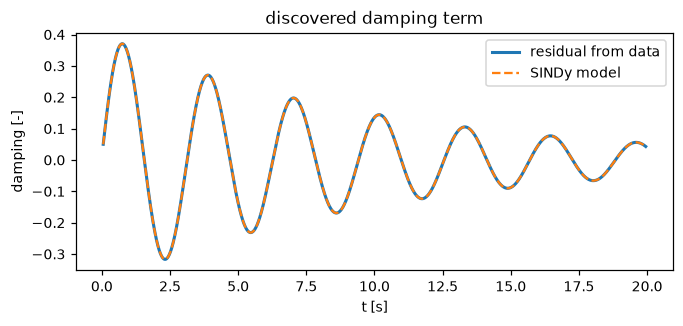 discovered damping term
damping [-]
0.4
0.3
0.2
0.1
0.0
−0.1
−0.2
−0.3
residual from data
SINDy model
0.0 2.5 5.0 7.5 10.0 12.5 15.0 17.5 20.0
t [s]